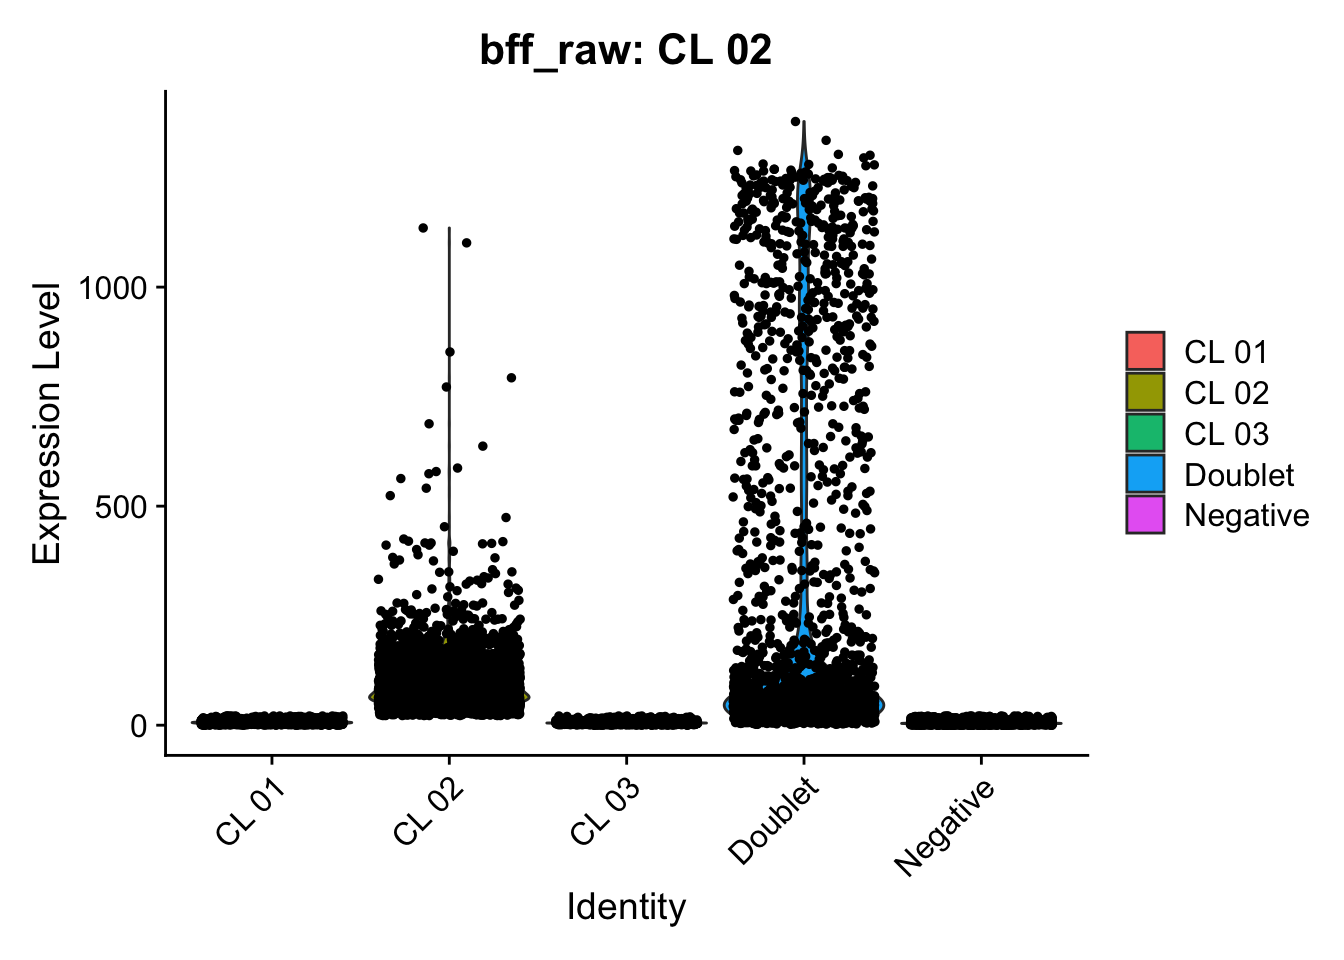 bff_raw: CL 02
Expression Level
1000
500
0
CL 01
CL 02
CL 03
Doublet
Negative
Identity
CL 01
CL 02
CL 03
Doublet
Negative